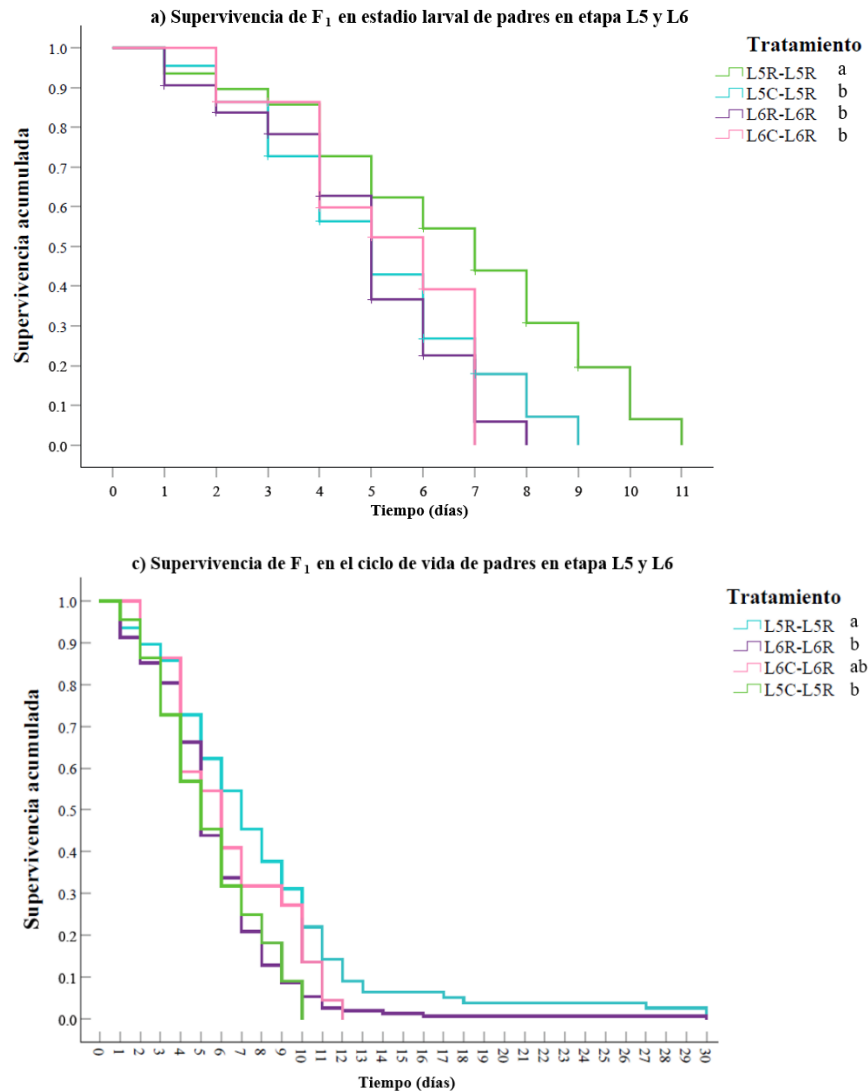 a) Supervivencia de F₁ en estadio larval de padres en etapa L5 y L6
Tratamiento
L5R-L5R a
L5C-L5R b
L6R-L6R b
L6C-L6R b
Supervivencia acumulada
1.0
0.9
0.8
0.7
0.6
0.5
0.4
0.3
0.2
0.1
0.0
0 1 2 3 4 5 6 7 8 9 10 11
Tiempo (días)
c) Supervivencia de F₁ en el ciclo de vida de padres en etapa L5 y L6
Tratamiento
L5R-L5R a
L6R-L6R b
L6C-L6R ab
L5C-L5R b
Supervivencia acumulada
1.0
0.9
0.8
0.7
0.6
0.5
0.4
0.3
0.2
0.1
0.0
0 1 2 3 4 5 6 7 8 9 10 11 12 13 14 15 16 17 18 19 20 21 22 23 24 25 26 27 28 29 30
Tiempo (días)